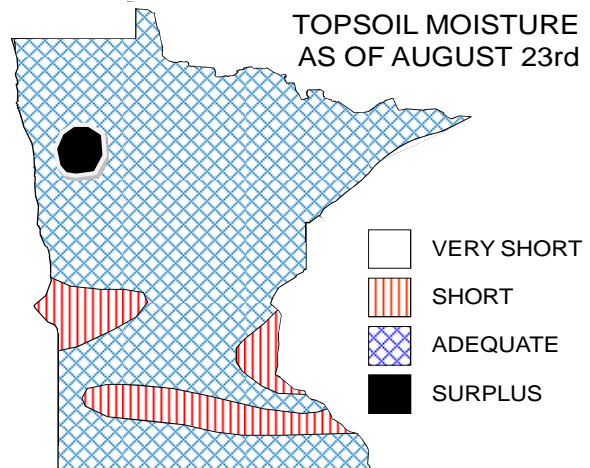 TOPSOIL MOISTURE
AS OF AUGUST 23rd
VERY SHORT
SHORT
ADEQUATE
SURPLUS